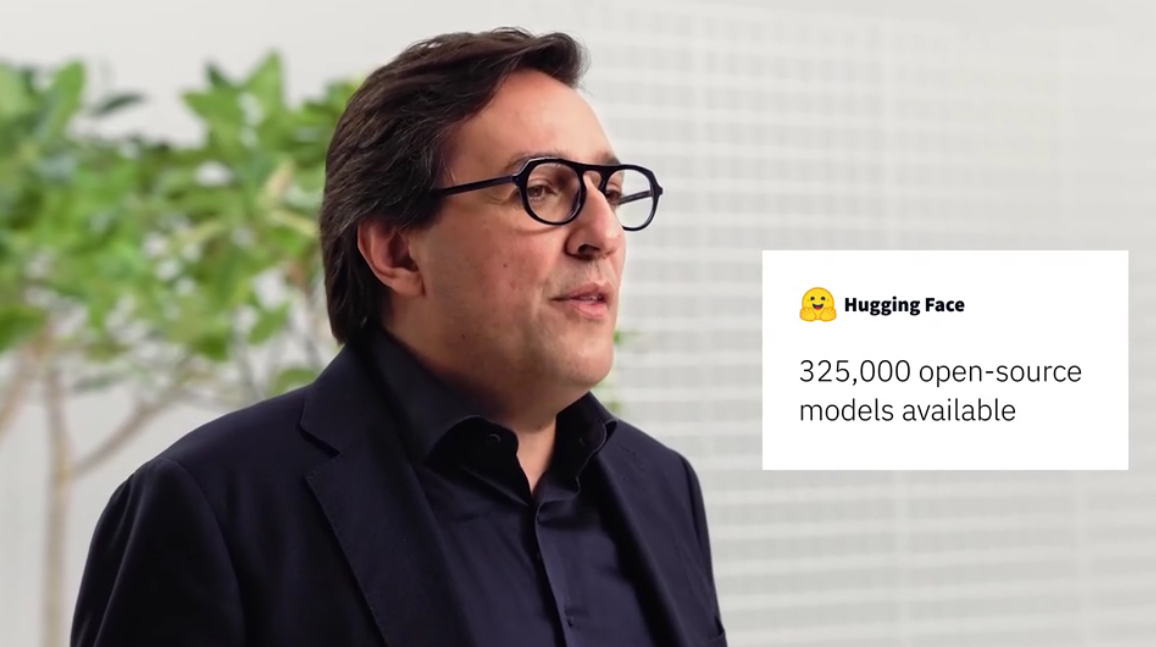 Hugging Face
325,000 open-source
models available